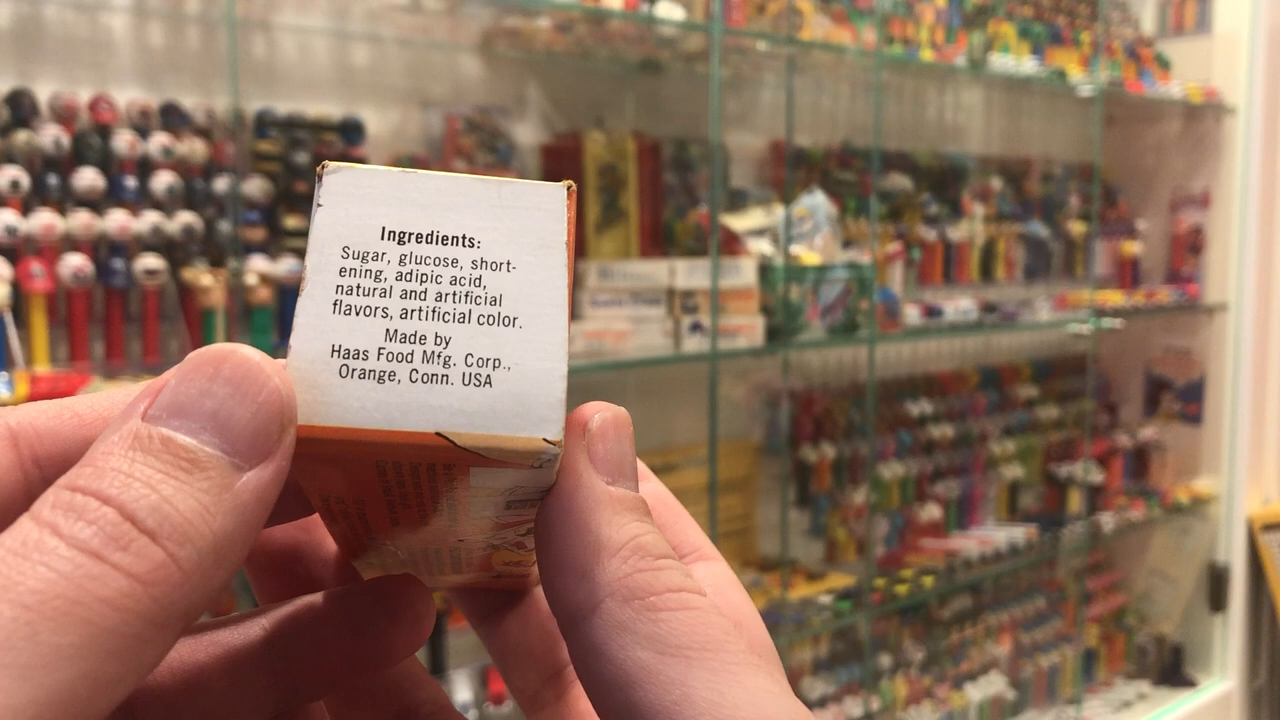 Ingredients:
Sugar, glucose, short-
ening, adipic acid,
natural and artificial
flavors, artificial color.
Made by
Haas Food Mfg. Corp.,
Orange, Conn. USA